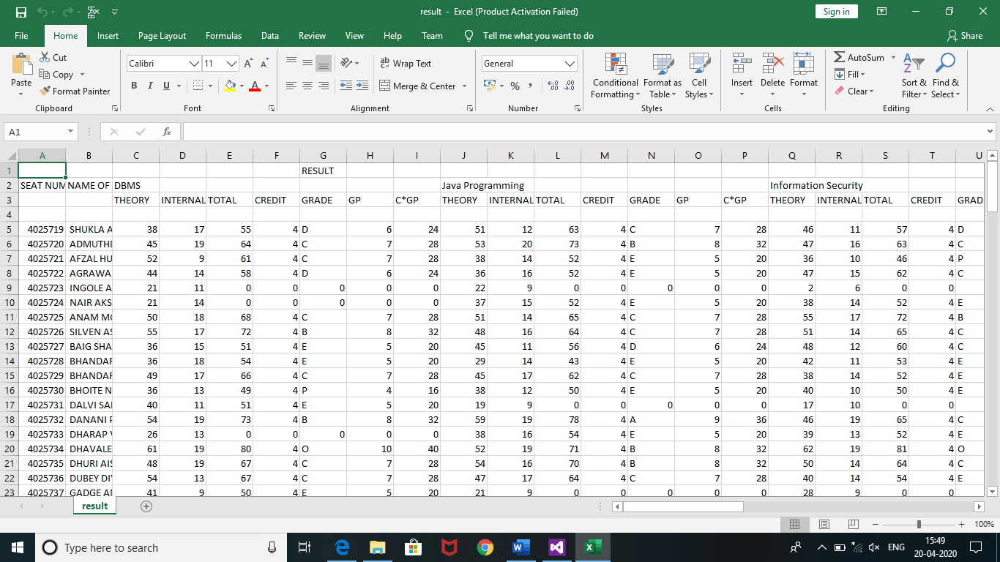 result - Excel (Product Activation Failed)
Sign in
File Home Insert Page Layout Formulas Data Review View Help Team Tell me what you want to do Share
Paste Cut Copy Format Painter
Calibri 11
B I U A
Wrap Text
Merge & Center
General
% ,
Conditional Formatting Format as Table Cell Styles
Insert Delete Format
AutoSum Fill Clear
Sort & Filter Find & Select
Clipboard Font Alignment Number Styles Cells Editing
A1 fx
A B C D E F G H I J K L M N O P Q R S T U
1 RESULT
2 SEAT NUM NAME OF DBMS Java Programming Information Security
3 THEORY INTERNAL TOTAL CREDIT GRADE GP C*GP THEORY INTERNAL TOTAL CREDIT GRADE GP C*GP THEORY INTERNAL TOTAL CREDIT GRAD
4
5 4025719 SHUKLA A 38 17 55 4 D 6 24 51 12 63 4 C 7 28 46 11 57 4 D
6 4025720 ADMUTHE 45 19 64 4 C 7 28 53 20 73 4 B 8 32 47 16 63 4 C
7 4025721 AFZAL HU 52 9 61 4 C 7 28 38 14 52 4 E 5 20 36 10 46 4 P
8 4025722 AGRAWA 44 14 58 4 D 6 24 36 16 52 4 E 5 20 47 15 62 4 C
9 4025723 INGOLE A 21 11 0 0 0 0 0 22 9 0 0 0 0 0 2 6 0 0
10 4025724 NAIR AKS 21 14 0 0 0 0 0 37 15 52 4 E 5 20 38 14 52 4 E
11 4025725 ANAM MO 50 18 68 4 C 7 28 51 14 65 4 C 7 28 55 17 72 4 B
12 4025726 SILVEN AS 55 17 72 4 B 8 32 48 16 64 4 C 7 28 51 14 65 4 C
13 4025727 BAIG SHA 36 15 51 4 E 5 20 45 11 56 4 D 6 24 48 12 60 4 C
14 4025728 BHANDAR 36 18 54 4 E 5 20 29 14 43 4 E 5 20 42 11 53 4 E
15 4025729 BHANDAR 49 17 66 4 C 7 28 45 17 62 4 C 7 28 38 14 52 4 E
16 4025730 BHOITE N 36 13 49 4 P 4 16 38 12 50 4 E 5 20 40 10 50 4 E
17 4025731 DALVI SAI 40 11 51 4 E 5 20 19 9 0 0 0 0 0 17 10 0 0
18 4025732 DANANI 54 19 73 4 B 8 32 59 19 78 4 A 9 36 46 19 65 4 C
19 4025733 DHARAP 26 13 0 0 0 0 0 38 16 54 4 E 5 20 39 13 52 4 E
20 4025734 DHAVALE 61 19 80 4 O 10 40 52 19 71 4 B 8 32 62 19 81 4 O
21 4025735 DHURI AIS 48 19 67 4 C 7 28 54 16 70 4 B 8 32 50 14 64 4 C
22 4025736 DUBEY DI 54 13 67 4 C 7 28 47 17 64 4 C 7 28 40 14 54 4 E
23 4025737 GADGE A 41 9 50 4 E 5 20 21 9 0 0 0 0 0 28 9 0 0
result
100%
Type here to search
ENG
15:49
20-04-2020